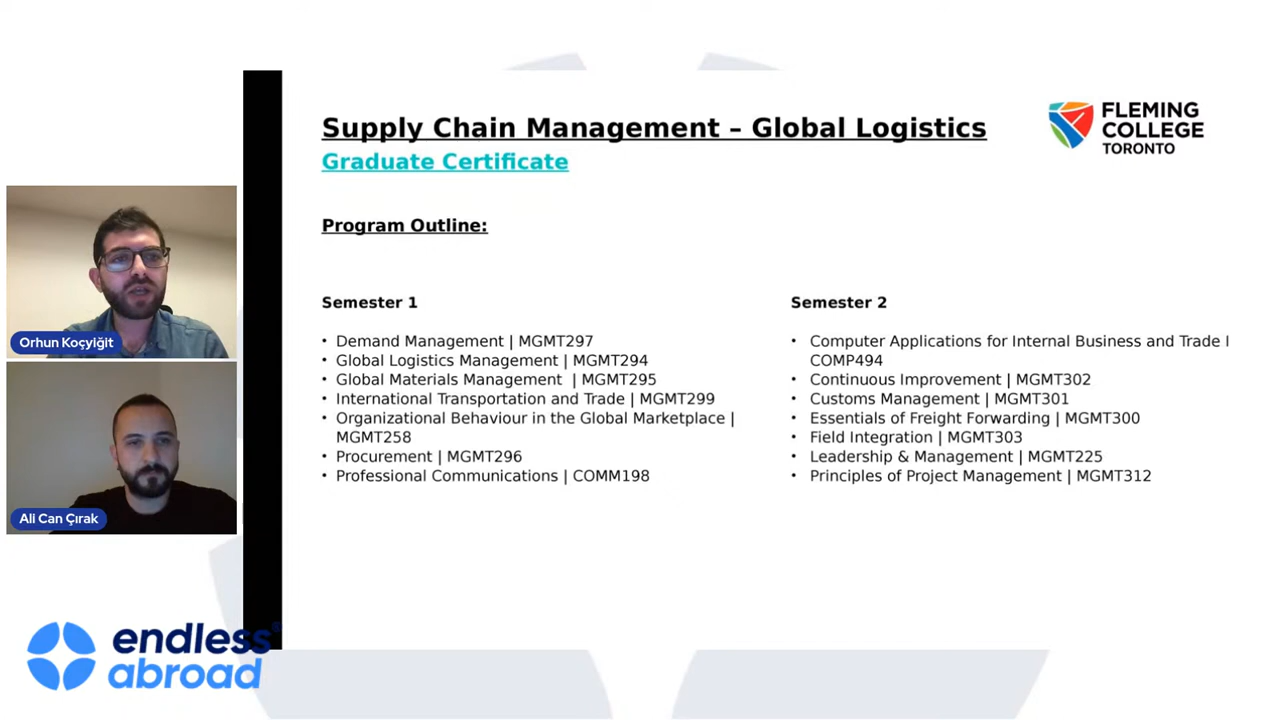 Supply Chain Management – Global Logistics
Graduate Certificate
FLEMING
COLLEGE
TORONTO
Program Outline:
Semester 1
• Demand Management | MGMT297
• Global Logistics Management | MGMT294
• Global Materials Management | MGMT295
• International Transportation and Trade | MGMT299
• Organizational Behaviour in the Global Marketplace |
MGMT258
• Procurement | MGMT296
• Professional Communications | COMM198
Semester 2
• Computer Applications for Internal Business and Trade I
COMP494
• Continuous Improvement | MGMT302
• Customs Management | MGMT301
• Essentials of Freight Forwarding | MGMT300
• Field Integration | MGMT303
• Leadership & Management | MGMT225
• Principles of Project Management | MGMT312
Orhun Koçyiğit
Ali Can Çırak
endless®
abroad